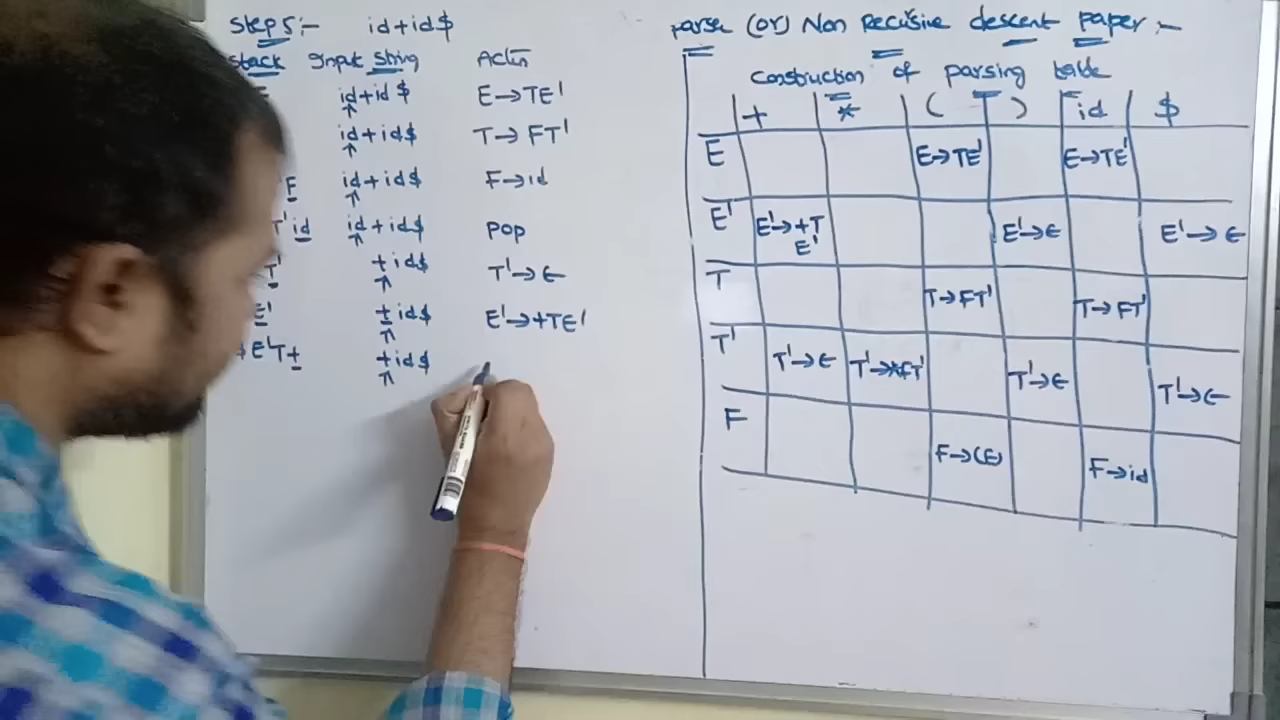 Step 5:- id+id$
stack Input string Action
id+id$ E→TE'
id+id$ T→FT'
F id+id$ F→id
T'id id+id$ pop
T' +id$ T'→ϵ
E' +id$ E'→+TE'
$E'T+ +id$
parse (or) Non Recursive descent paper:-
Construction of parsing table
+ * ( ) id $
E E→TE' E→TE'
E' E'→+T E'→ϵ E'→ϵ
E'
T T→FT' T→FT'
T' T'→ϵ T'→*FT' T'→ϵ T'→ϵ
F F→(E) F→id